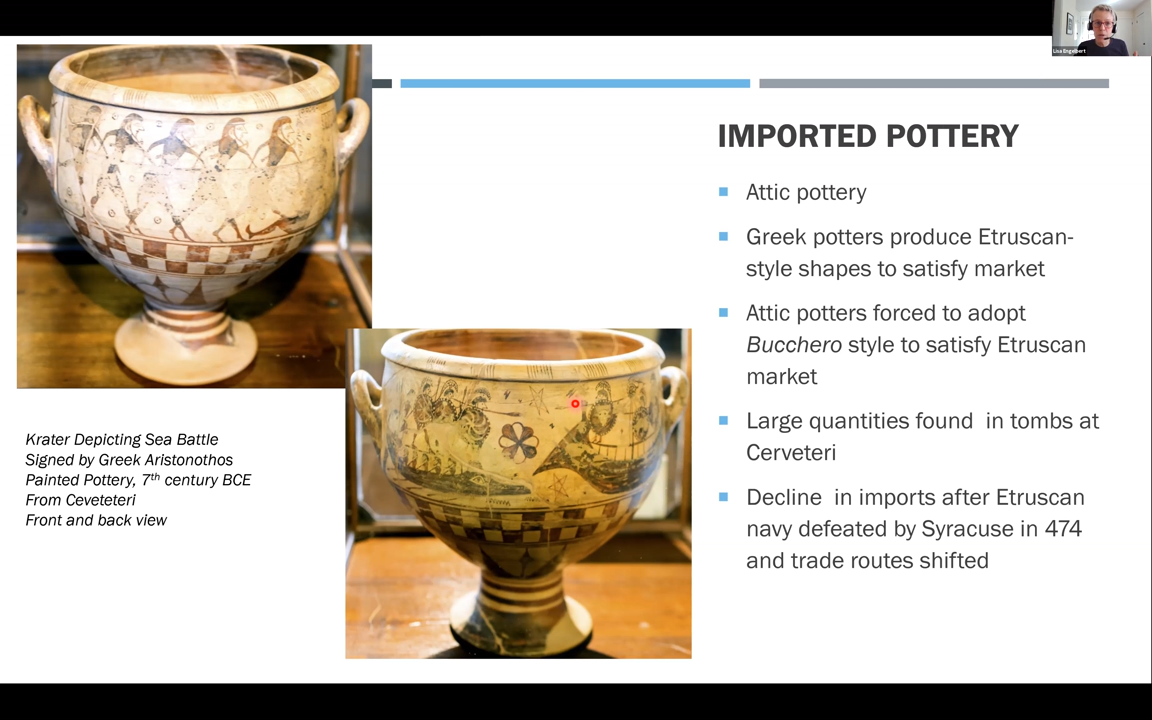 Lisa Engelbert
IMPORTED POTTERY
Attic pottery
Greek potters produce Etruscan-
style shapes to satisfy market
Attic potters forced to adopt
Bucchero style to satisfy Etruscan
market
Large quantities found  in tombs at
Cerveteri
Decline  in imports after Etruscan
navy defeated by Syracuse in 474
and trade routes shifted
Krater Depicting Sea Battle
Signed by Greek Aristonothos
Painted Pottery, 7th century BCE
From Ceveteteri
Front and back view